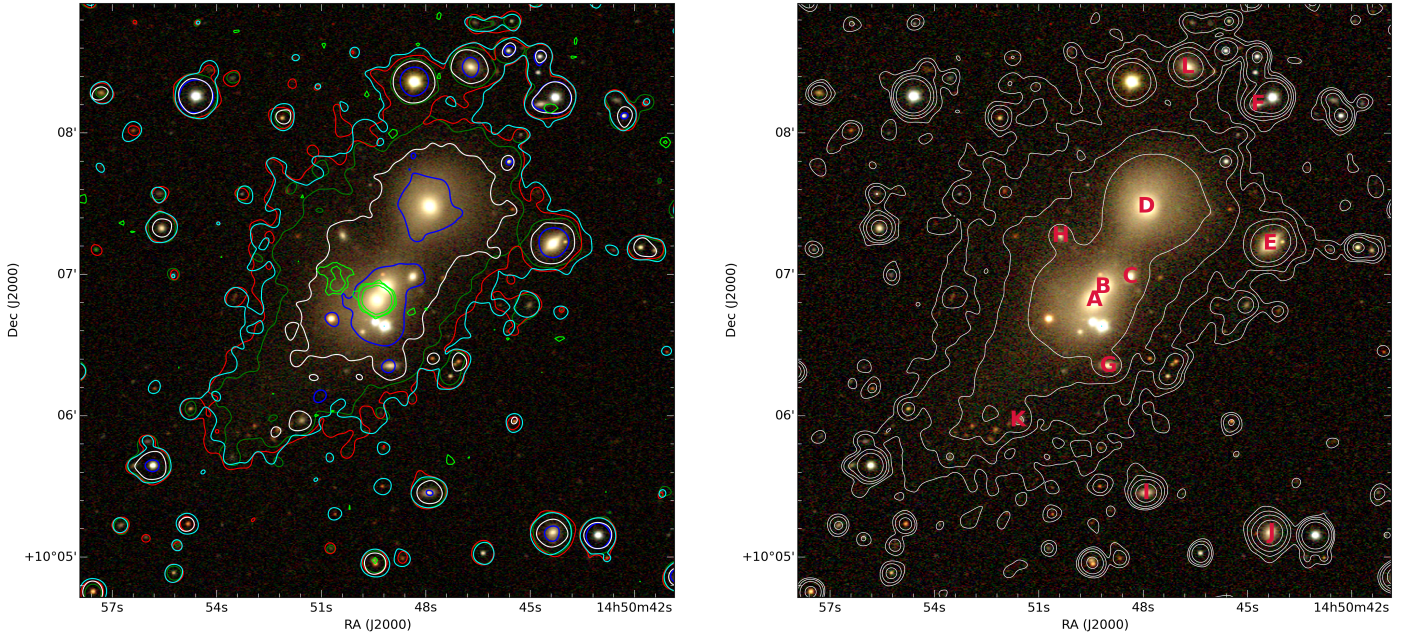 08'
07'
06'
+10°05'
Dec (J2000)
57s
54s
51s
48s
45s
14h50m42s
RA (J2000)
L
F
D
H
E
C
B
A
G
K
I
J
08'
07'
06'
+10°05'
Dec (J2000)
57s
54s
51s
48s
45s
14h50m42s
RA (J2000)